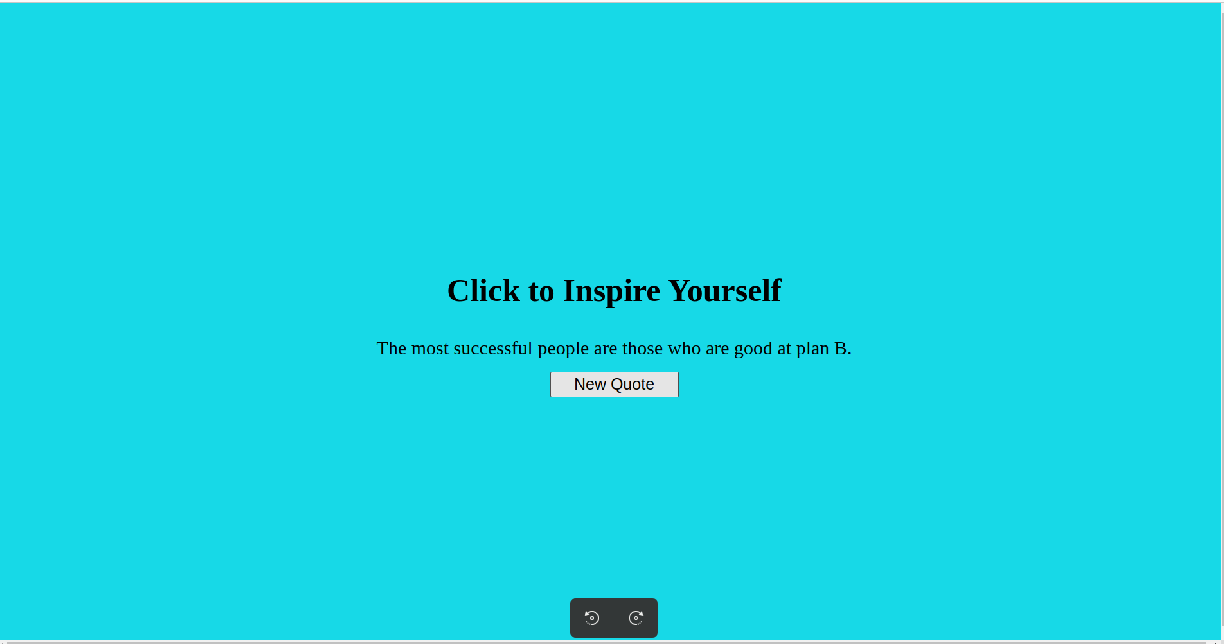 Click to Inspire Yourself
The most successful people are those who are good at plan B.
New Quote